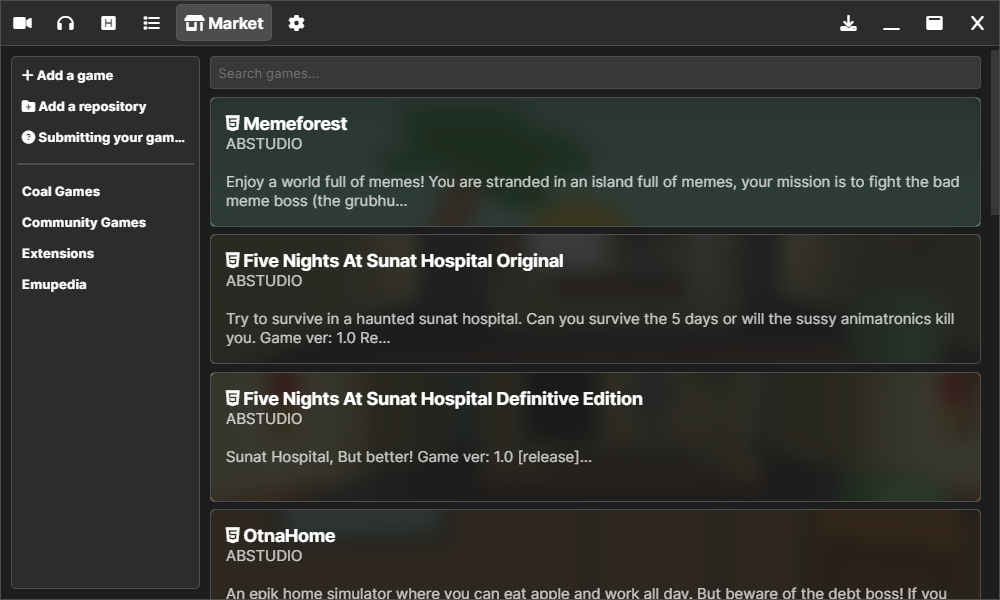 Market
Add a game
Add a repository
Submitting your gam...
Coal Games
Community Games
Extensions
Emupedia
Search games...
Memeforest
ABSTUDIO
Enjoy a world full of memes! You are stranded in an island full of memes, your mission is to fight the bad
meme boss (the grubhu...
Five Nights At Sunat Hospital Original
ABSTUDIO
Try to survive in a haunted sunat hospital. Can you survive the 5 days or will the sussy animatronics kill
you. Game ver: 1.0 Re...
Five Nights At Sunat Hospital Definitive Edition
ABSTUDIO
Sunat Hospital, But better! Game ver: 1.0 [release]...
OtnaHome
ABSTUDIO
An epik home simulator where you can eat apple and work all day. But beware of the debt boss! If you